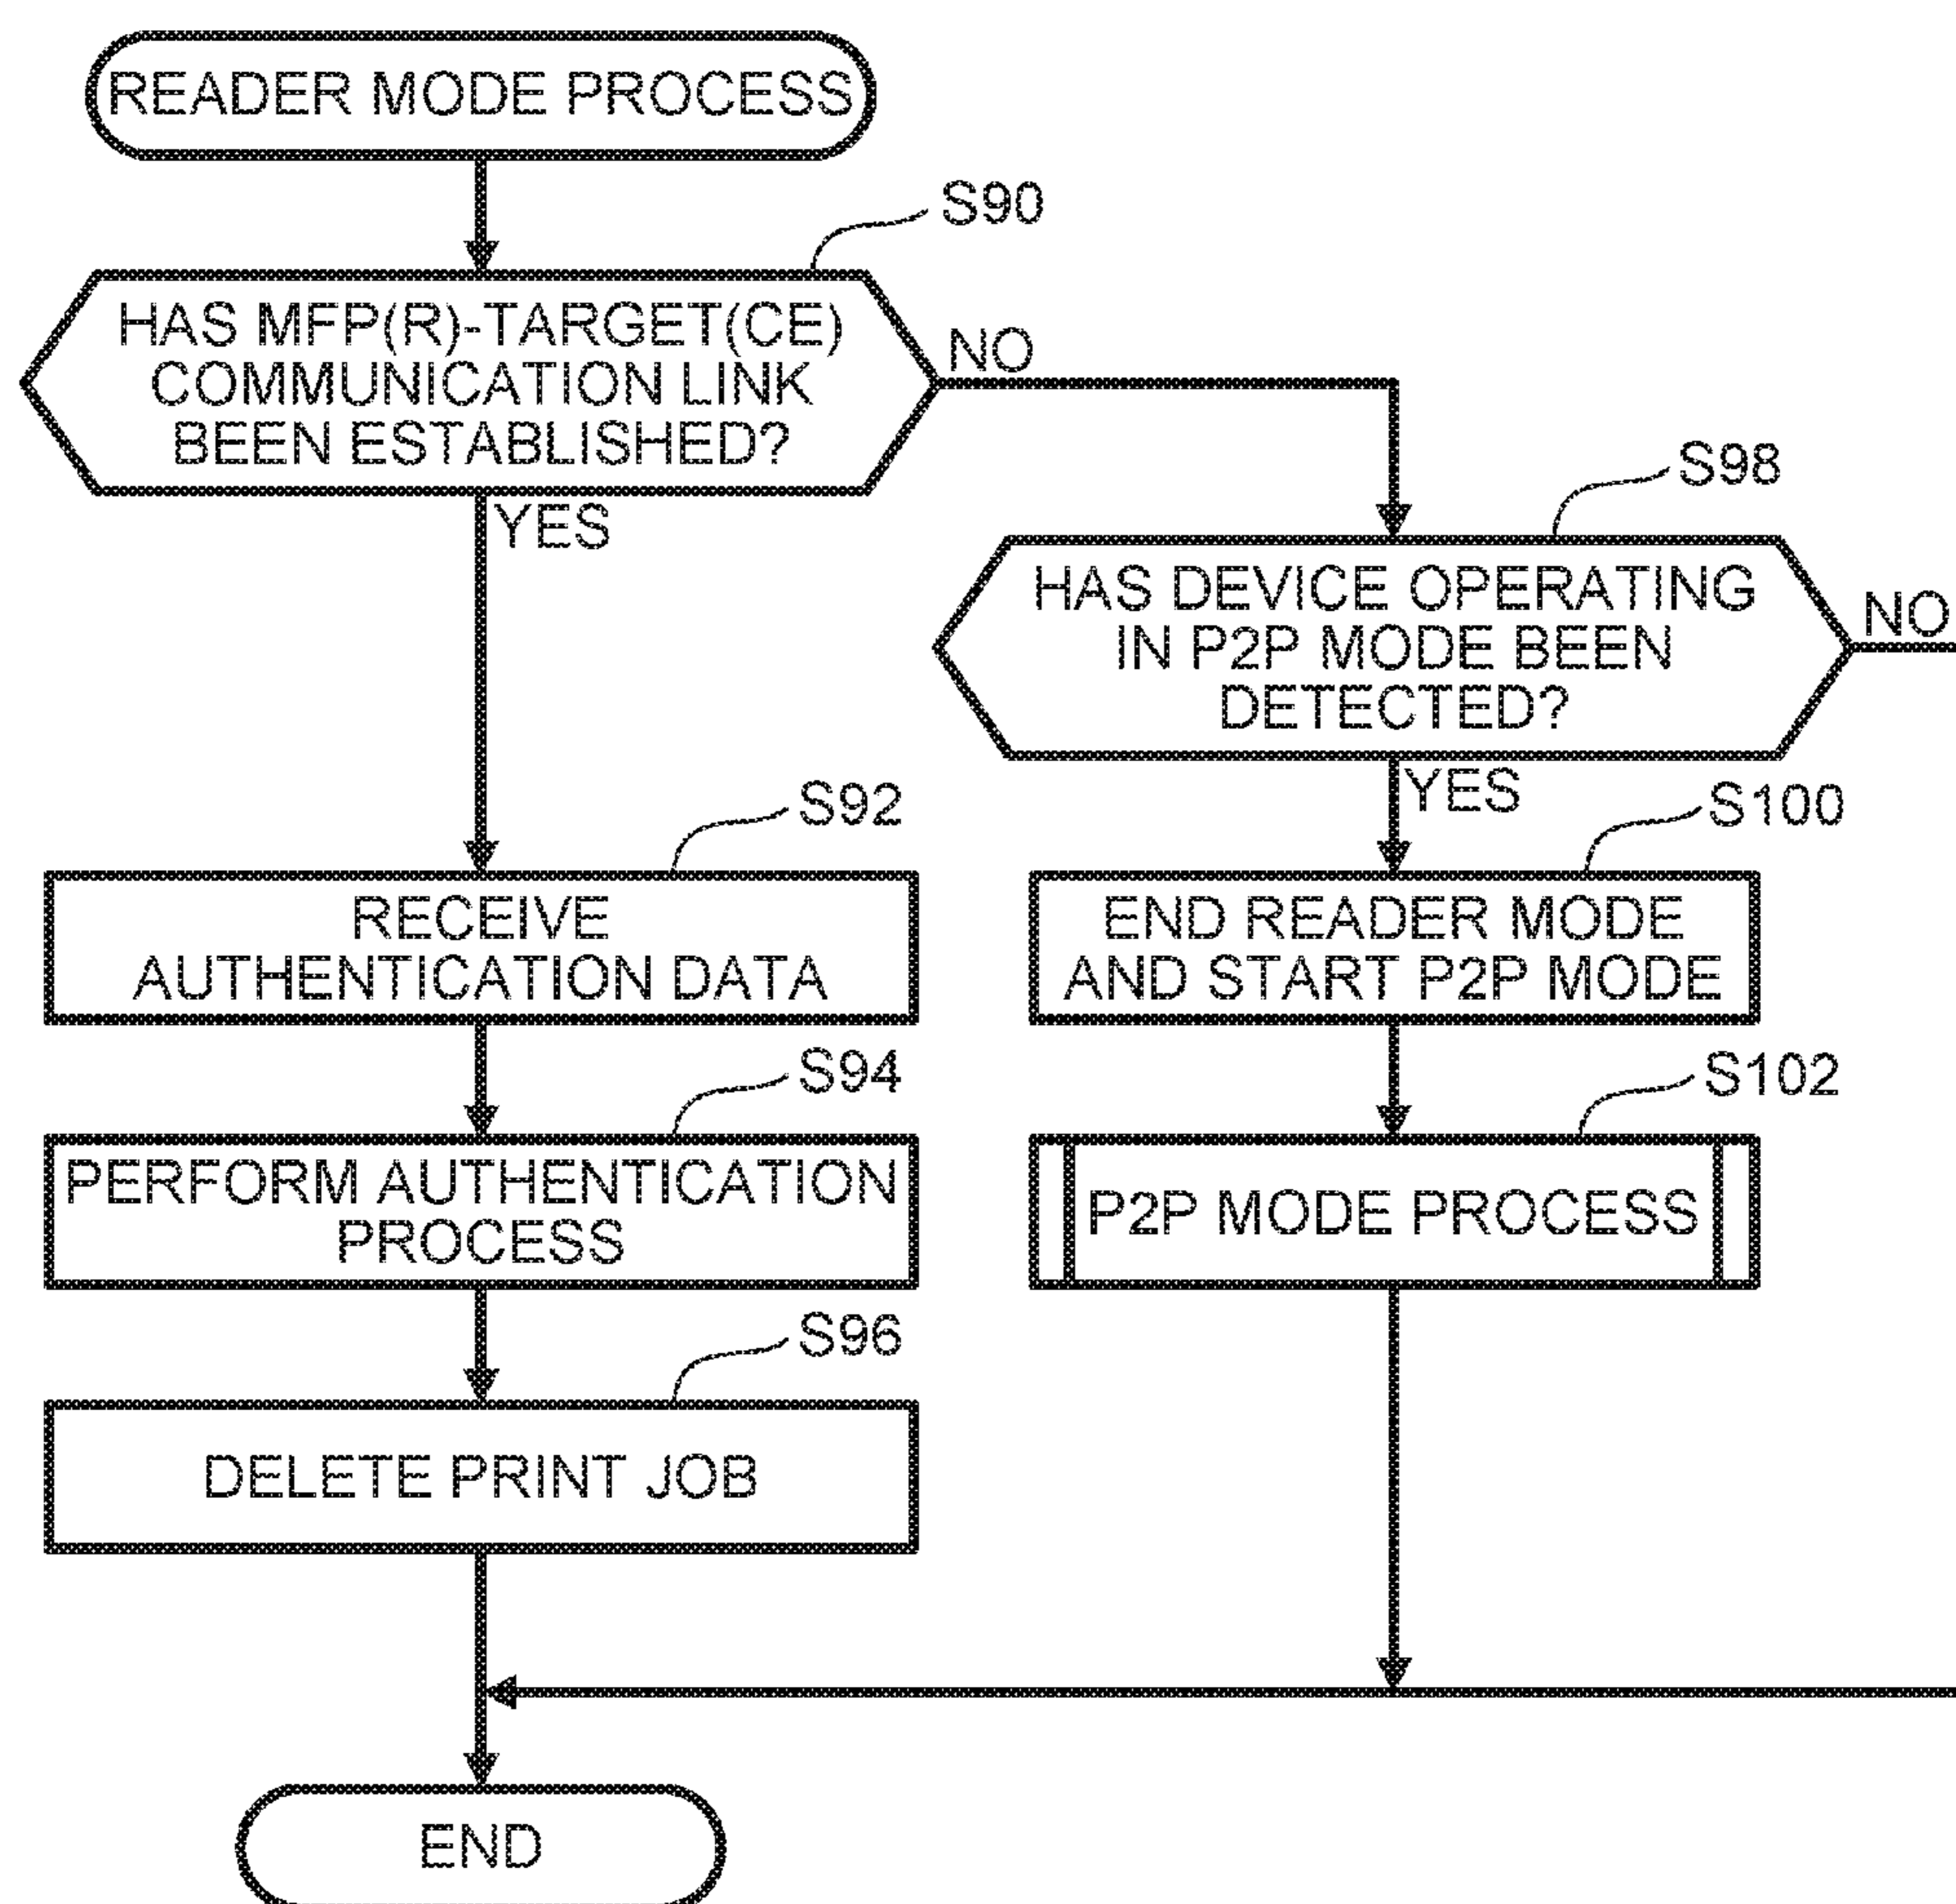 READER MODE PROCESS
S90
HAS MFP(R)-TARGET(CE)
COMMUNICATION LINK
BEEN ESTABLISHED?
NO
YES
S98
HAS DEVICE OPERATING
IN P2P MODE BEEN
DETECTED?
NO
YES
S92
RECEIVE
AUTHENTICATION DATA
S100
END READER MODE
AND START P2P MODE
S94
PERFORM AUTHENTICATION
PROCESS
S102
P2P MODE PROCESS
S96
DELETE PRINT JOB
END